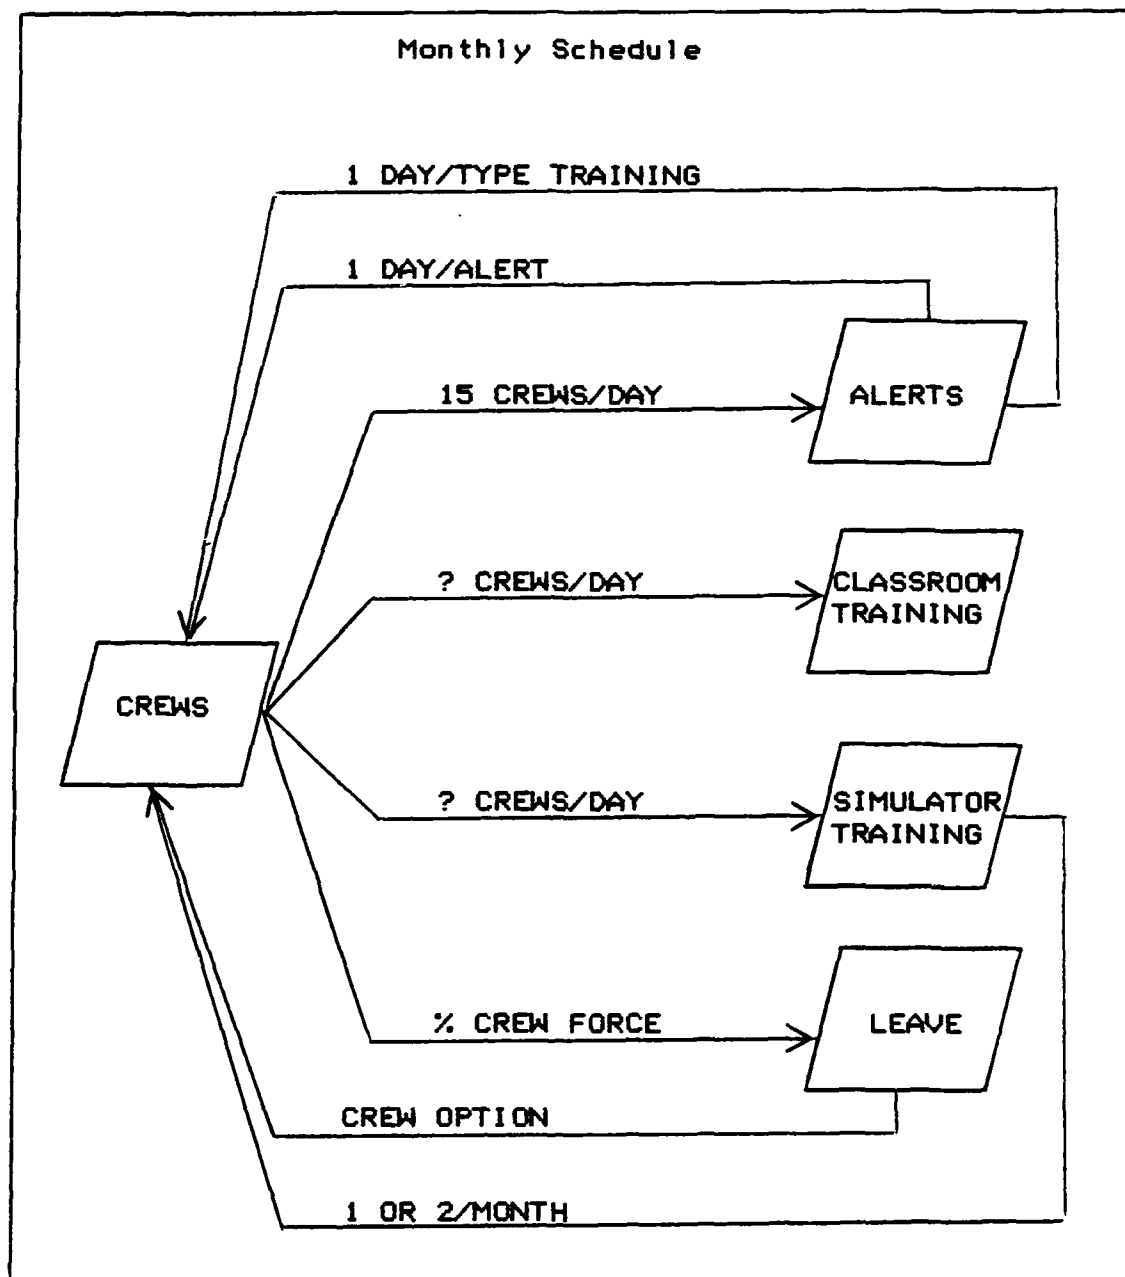 Monthly Schedule
1 DAY/TYPE TRAINING
1 DAY/ALERT
15 CREWS/DAY
ALERTS
? CREWS/DAY
CLASSROOM
TRAINING
CREWS
? CREWS/DAY
SIMULATOR
TRAINING
% CREW FORCE
LEAVE
CREW OPTION
1 OR 2/MONTH